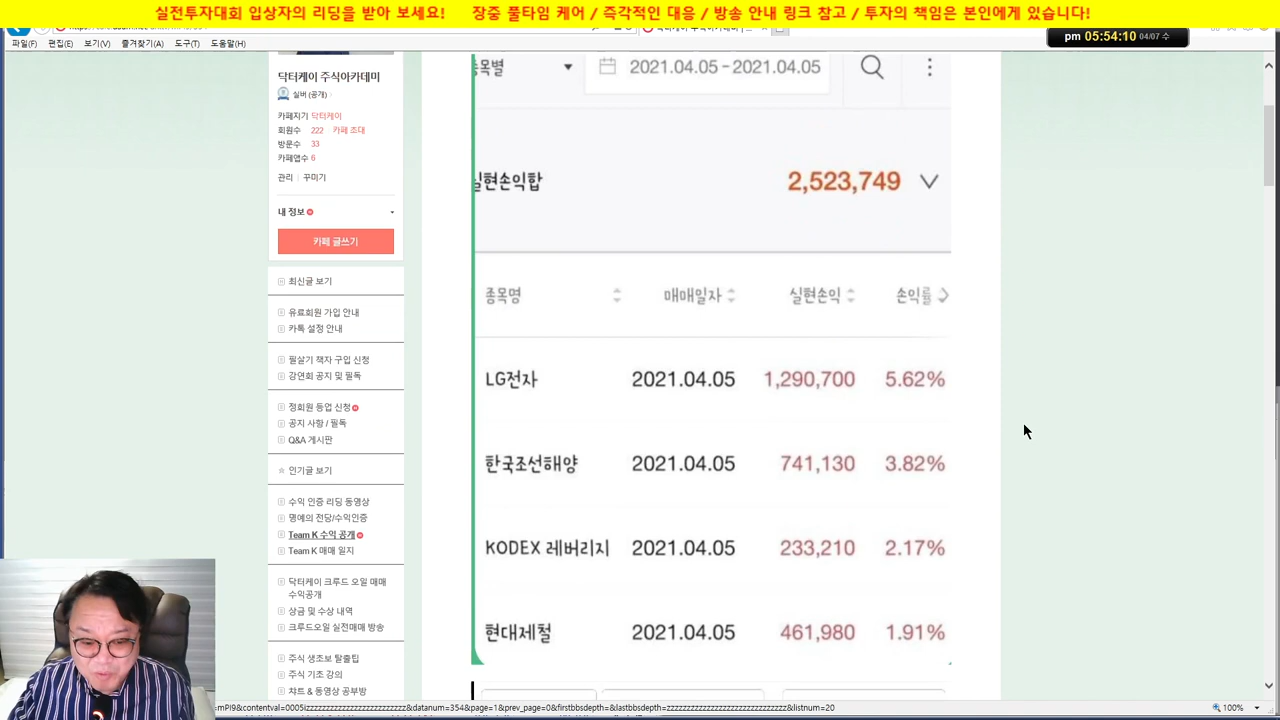 실전투자대회 입상자의 리딩을 받아 보세요! 장중 풀타임 케어 / 즉각적인 대응 / 방송 안내 링크 참고 / 투자의 책임은 본인에게 있습니다!
pm 05:54:10 04/07 수
파일(F) 편집(E) 보기(V) 즐겨찾기(A) 도구(T) 도움말(H)
닥터케이 주식아카데미
실버 (공개)
카페지기 닥터케이
회원수 222 카페 초대
방문수 33
카페앱수 6
관리 꾸미기
내 정보
카페 글쓰기
최신글 보기
유료회원 가입 안내
카톡 설정 안내
필살기 책자 구입 신청
강연회 공지 및 필독
정회원 등업 신청
공지 사항 / 필독
Q&A 게시판
인기글 보기
수익 인증 리딩 동영상
명예의 전당/수익인증
Team K 수익 공개
Team K 매매 일지
닥터케이 크루드 오일 매매
수익공개
상금 및 수상 내역
크루드오일 실전매매 방송
주식 생초보 탈출팁
주식 기초 강의
챠트 & 동영상 공부방
종목별 2021.04.05 - 2021.04.05
실현손익합 2,523,749
종목명 매매일자 실현손익 손익률
LG전자 2021.04.05 1,290,700 5.62%
한국조선해양 2021.04.05 741,130 3.82%
KODEX 레버리지 2021.04.05 233,210 2.17%
현대제철 2021.04.05 461,980 1.91%
100%